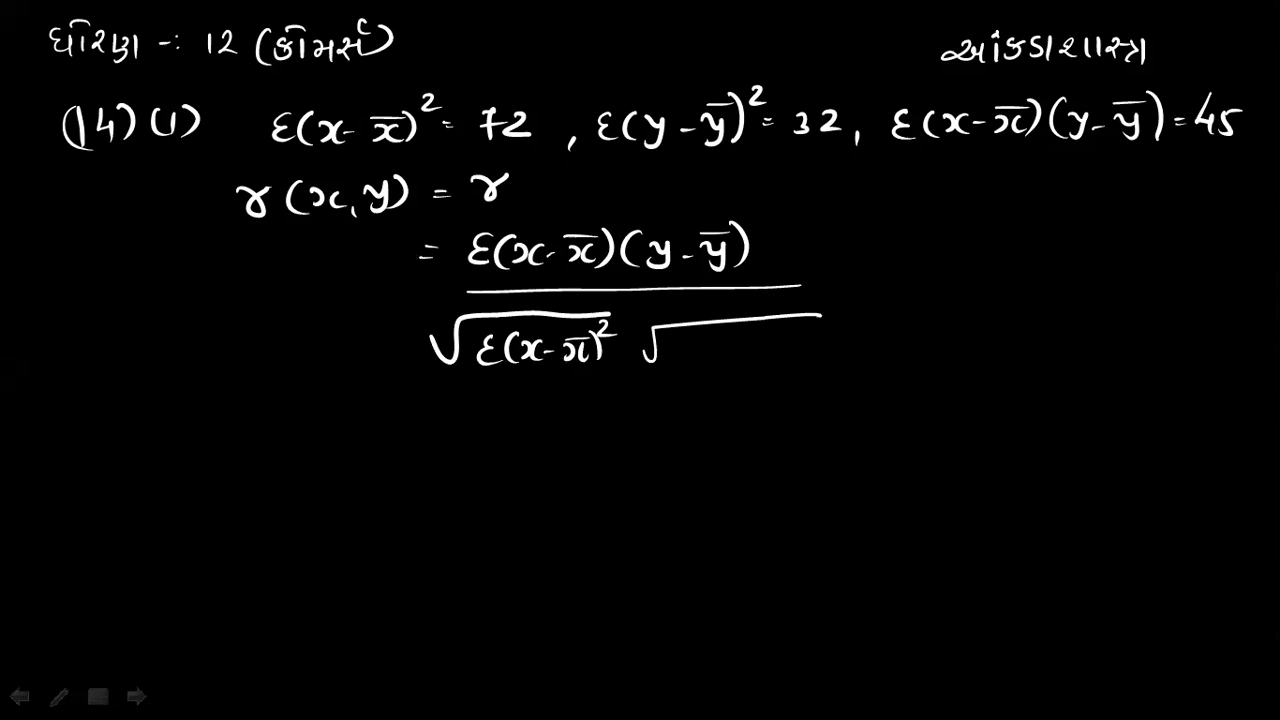 ધોરણ -: 12 (કોમર્સ) આંકડાશાસ્ત્ર
(14) (1) Σ(x - x̅)² = 72 , Σ(y - y̅)² = 32, Σ(x - x̅)(y - y̅) = 45
r (x, y) = r
= Σ(x - x̅)(y - y̅)
√Σ(x - x̅)² √